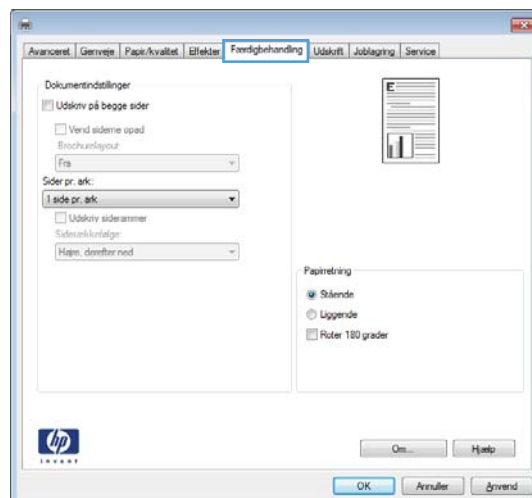 Avanceret Genveje Papir/kvalitet Effekter Færdigbehandling Udskrift Joblagring Service
Dokumentindstillinger
Udskriv på begge sider
Vend siderne opad
Brochurelayout:
Fra
Sider pr. ark:
1 side pr. ark
Udskriv siderammer
Siderækkefølge:
Højre, derefter ned
E
Papirretning
Stående
Liggende
Roter 180 grader
hp
invent
Om... Hjælp
OK Annuller Anvend